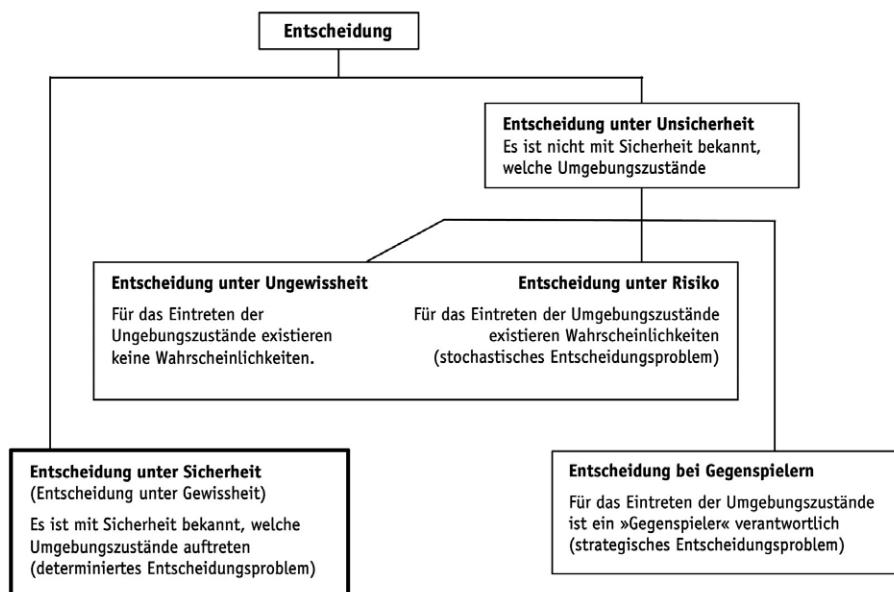 Entscheidung
Entscheidung unter Unsicherheit
Es ist nicht mit Sicherheit bekannt,
welche Umgebungszustände
Entscheidung unter Ungewissheit
Für das Eintreten der
Ungebungszustände existieren
keine Wahrscheinlichkeiten.
Entscheidung unter Risiko
Für das Eintreten der Umgebungszustände
existieren Wahrscheinlichkeiten
(stochastisches Entscheidungsproblem)
Entscheidung unter Sicherheit
(Entscheidung unter Gewissheit)
Es ist mit Sicherheit bekannt, welche
Umgebungszustände auftreten
(determiniertes Entscheidungsproblem)
Entscheidung bei Gegenspielern
Für das Eintreten der Umgebungszustände
ist ein »Gegenspieler« verantwortlich
(strategisches Entscheidungsproblem)